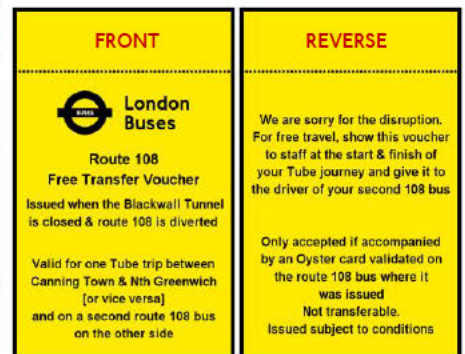 FRONT
BUSES
London
Buses
Route 108
Free Transfer Voucher
Issued when the Blackwall Tunnel
is closed & route 108 is diverted
Valid for one Tube trip between
Canning Town & Nth Greenwich
[or vice versa]
and on a second route 108 bus
on the other side
REVERSE
We are sorry for the disruption.
For free travel, show this voucher
to staff at the start & finish of
your Tube journey and give it to
the driver of your second 108 bus
Only accepted if accompanied
by an Oyster card validated on
the route 108 bus where it
was issued
Not transferable.
Issued subject to conditions